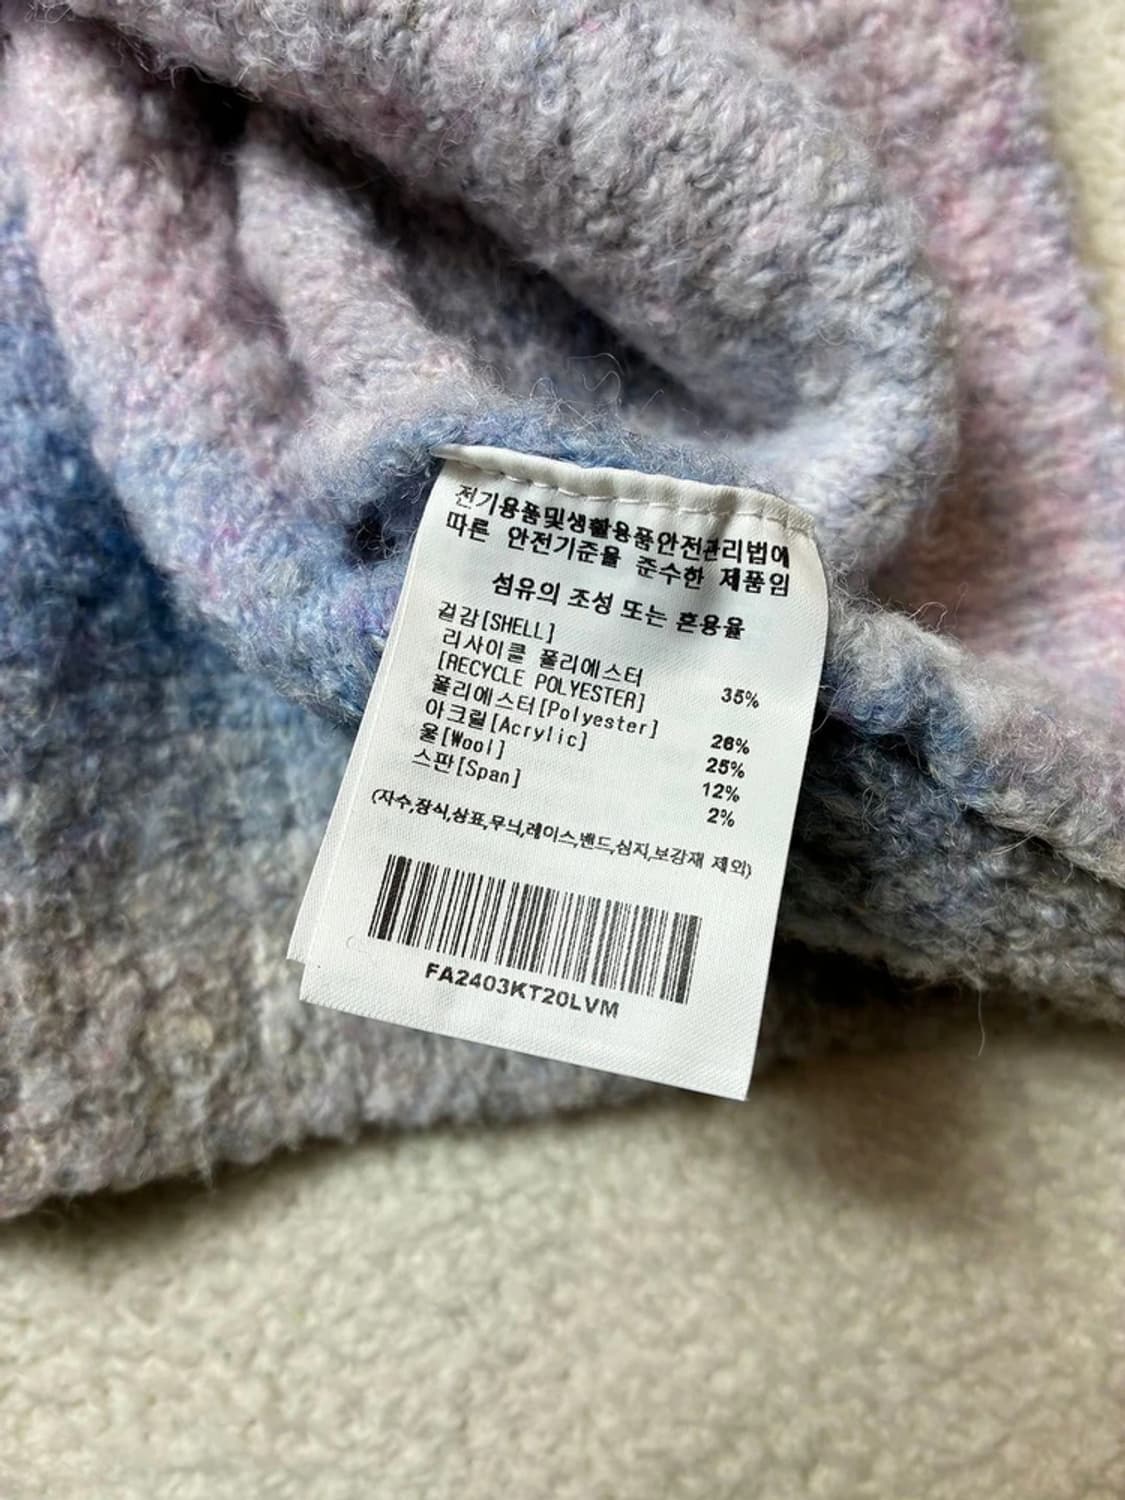 전기용품및생활용품안전관리법에
따른 안전기준을 준수한 제품임
섬유의 조성 또는 혼용율
겉감[SHELL]
리사이클 폴리에스터
[RECYCLE POLYESTER] 35%
폴리에스터[Polyester] 26%
아크릴[Acrylic] 25%
울[Wool] 12%
스판[Span] 2%
(자수,장식,상표,무늬,레이스,밴드,심지,보강재 제외)
FA2403KT20LVM